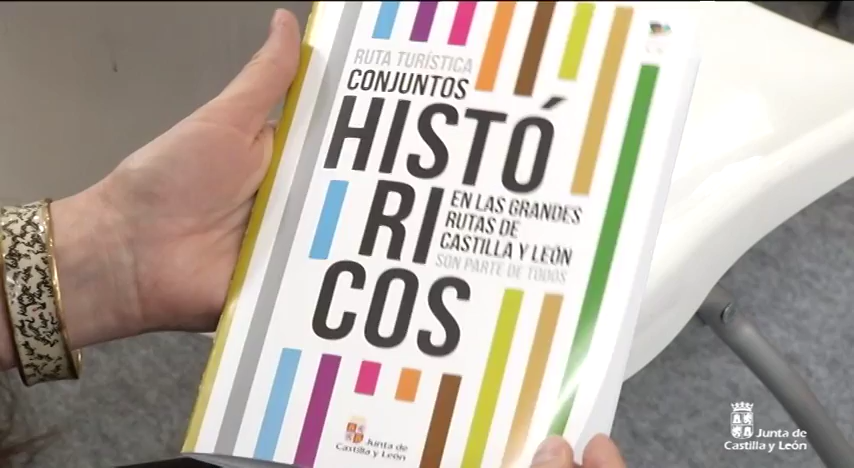 RUTA TURÍSTICA
CONJUNTOS
HISTÓ
RI
COS
EN LAS GRANDES
RUTAS DE
CASTILLA Y LEÓN
SON PARTE DE TODOS
Junta de
Castilla y León
Junta de
Castilla y León